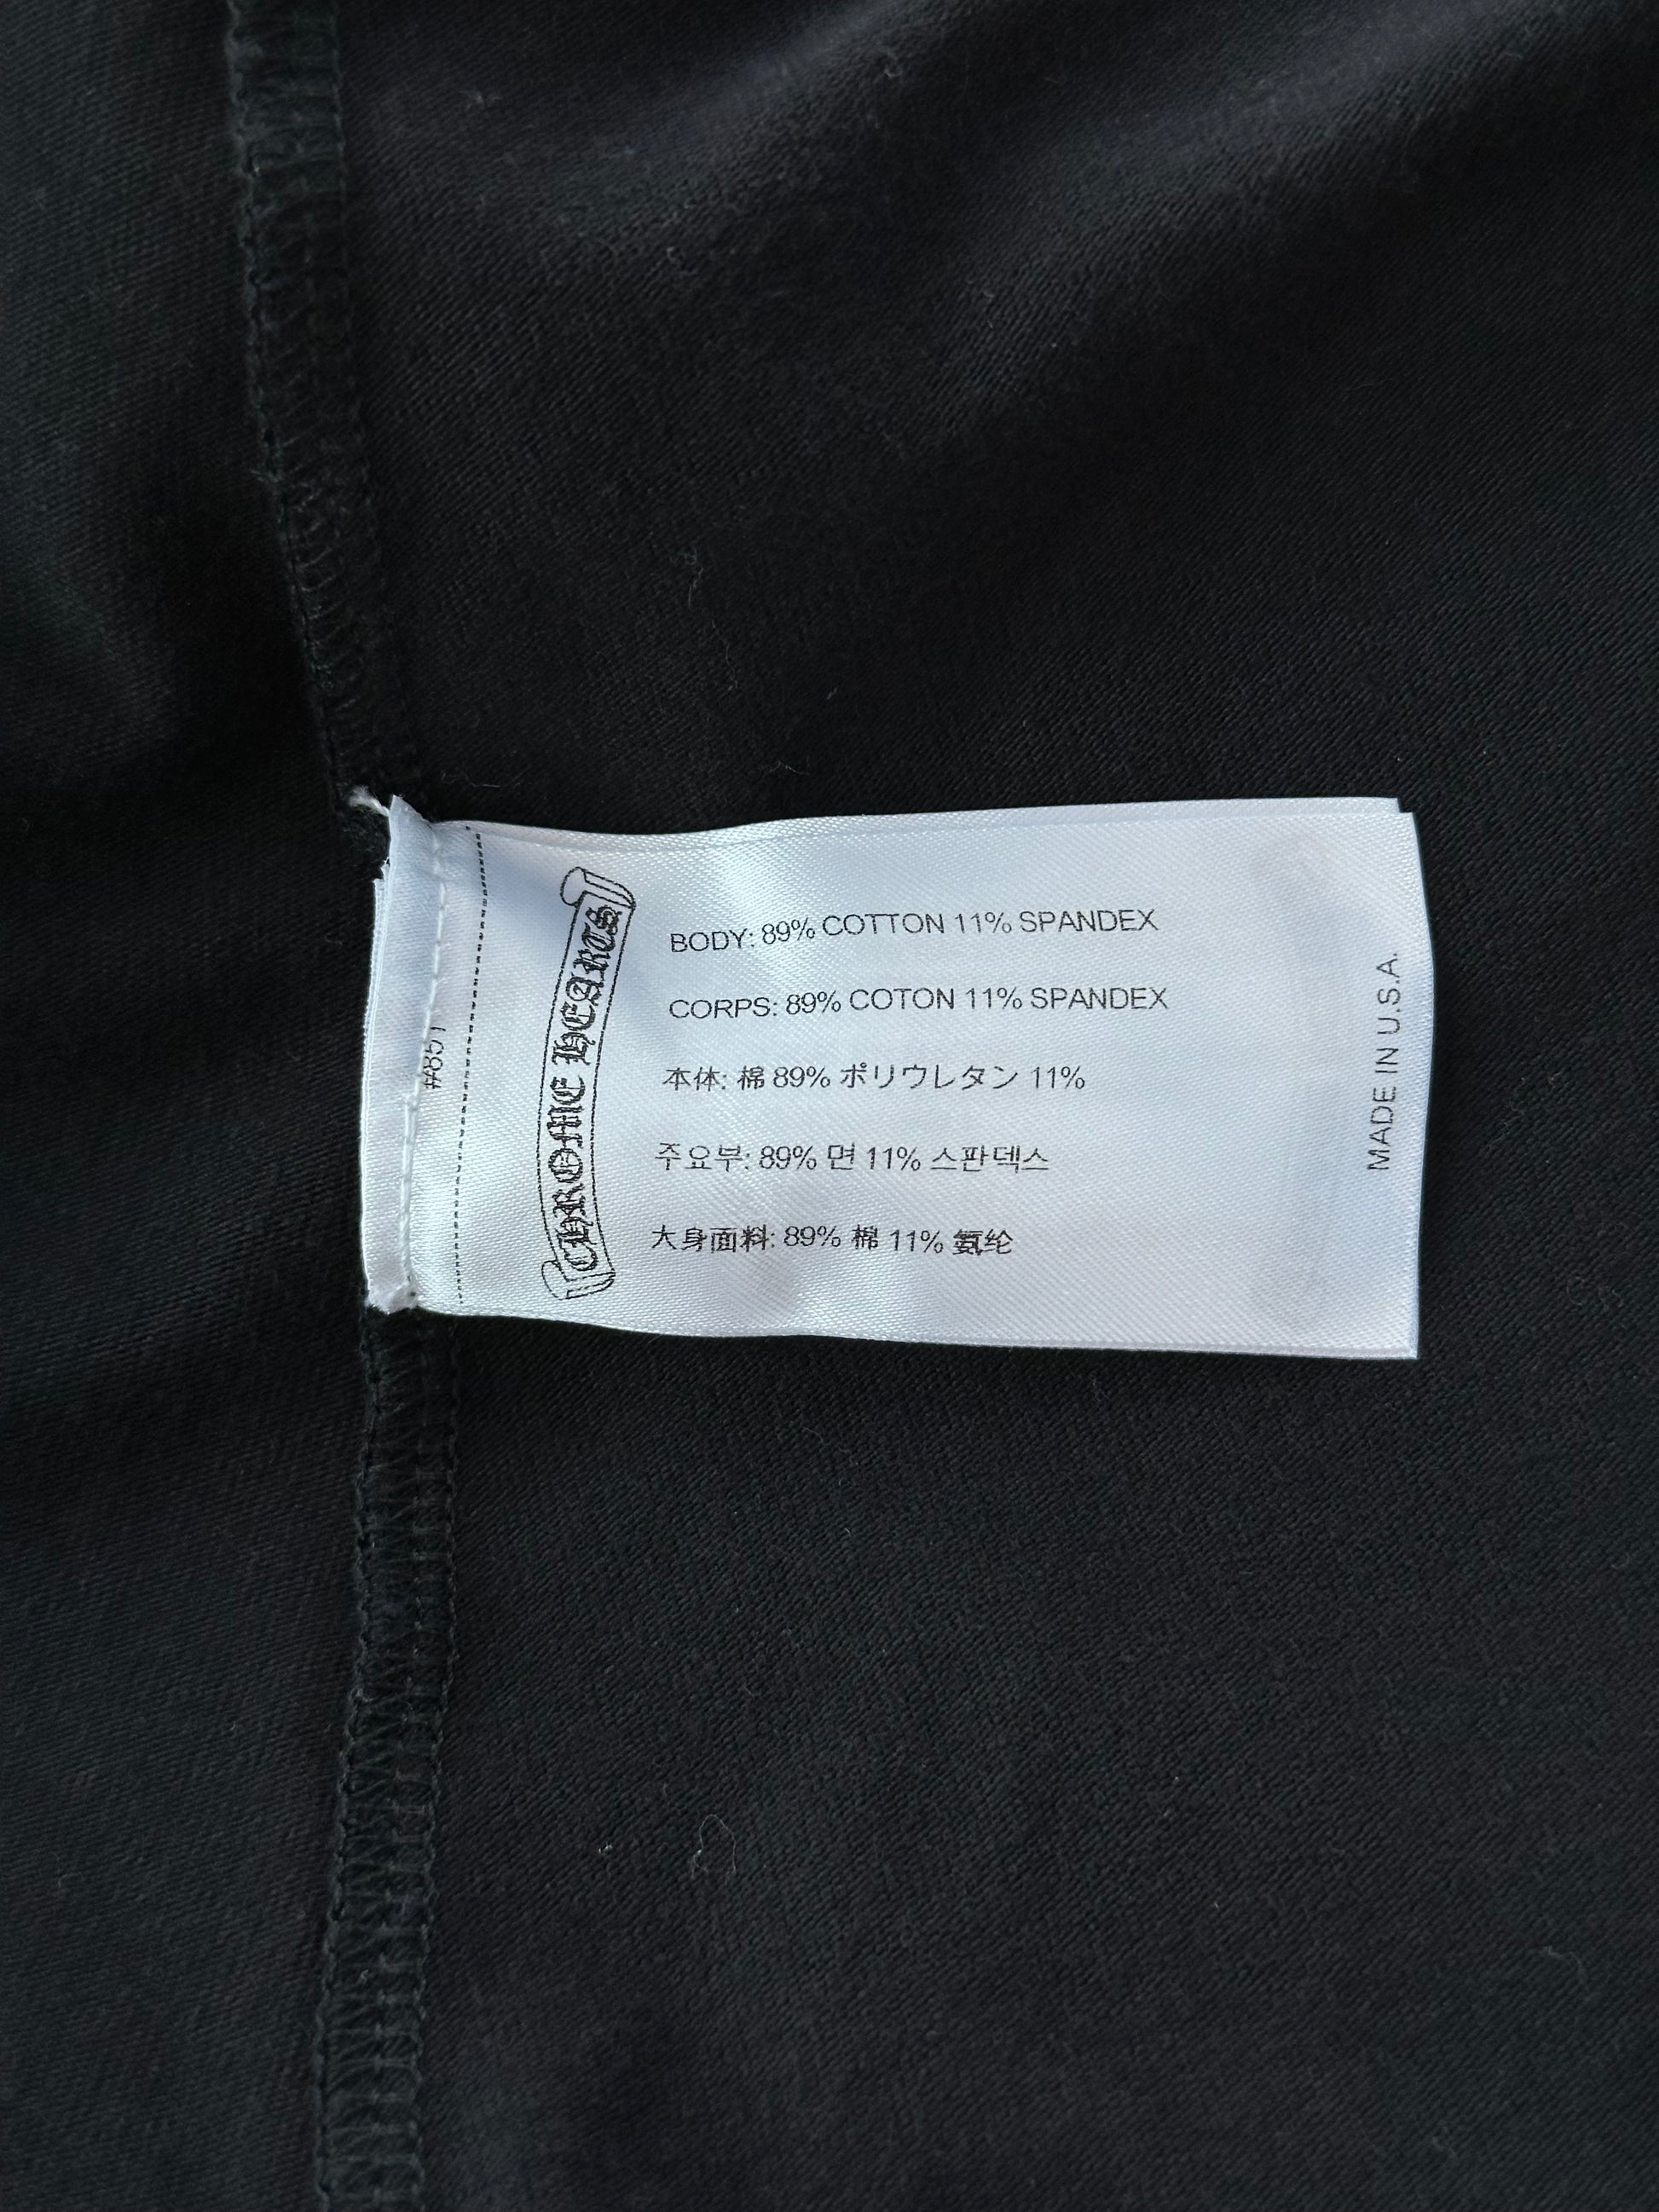 #851
CHROME HEARTS
BODY: 89% COTTON 11% SPANDEX
CORPS: 89% COTON 11% SPANDEX
本体: 棉 89% ポリウレタン 11%
주요부: 89% 면 11% 스판덱스
大身面料: 89% 棉 11% 氨纶
MADE IN U.S.A.